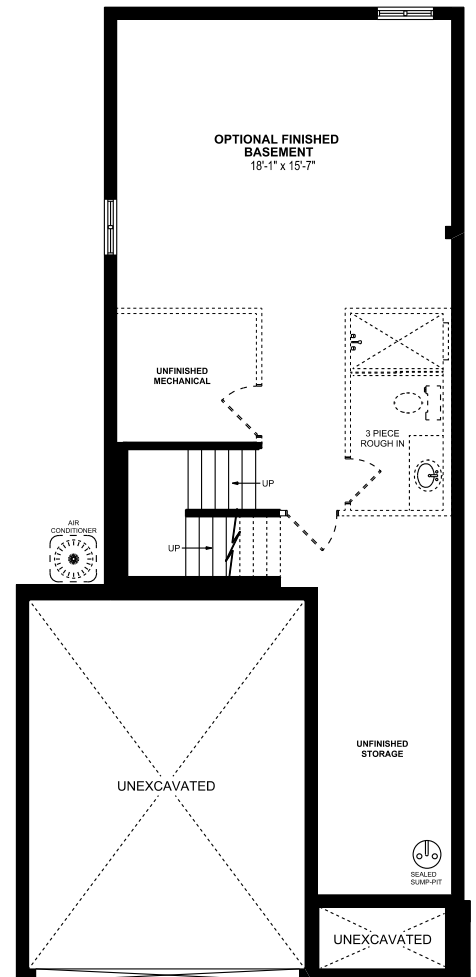 OPTIONAL FINISHED
BASEMENT
18'-1" x 15'-7"
UNFINISHED
MECHANICAL
3 PIECE
ROUGH IN
UP
UP
AIR
CONDITIONER
UNFINISHED
STORAGE
UNEXCAVATED
SEALED
SUMP-PIT
UNEXCAVATED